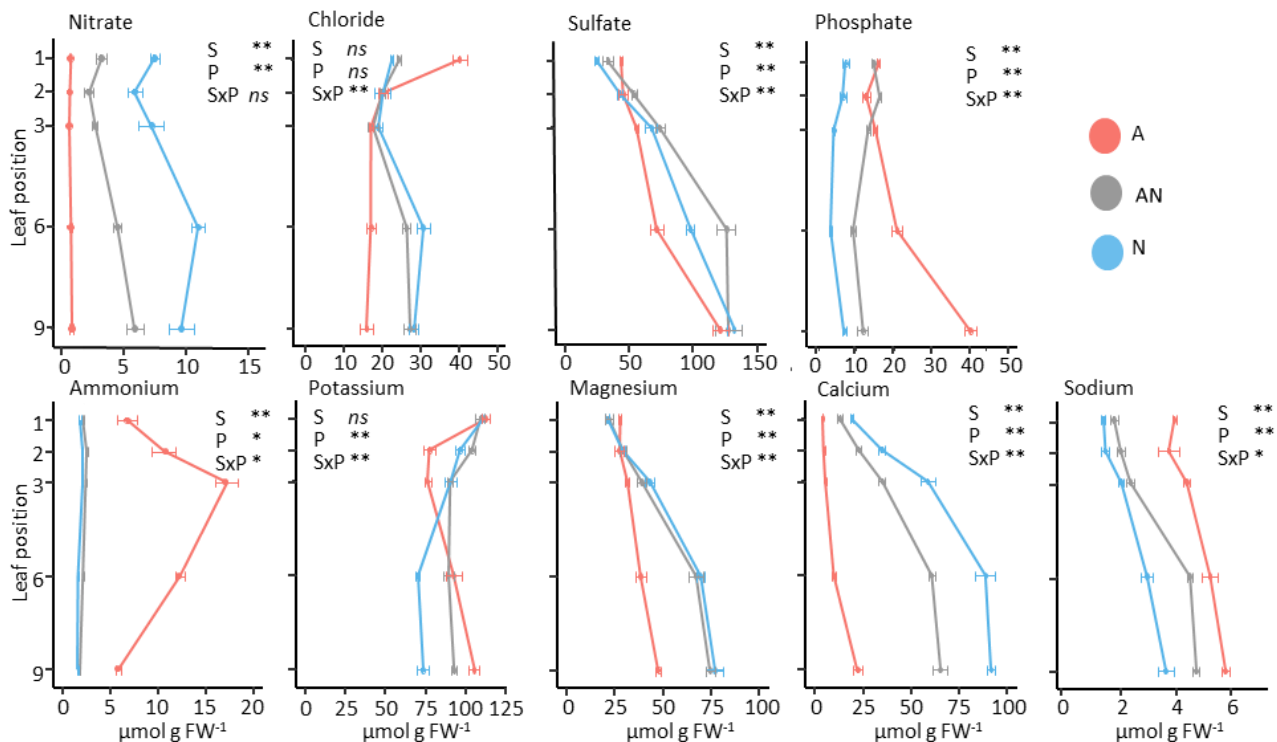 Nitrate
S **
P **
SxP ns
1
2
3
6
9
Leaf position
0 5 10 15
Chloride
S ns
P ns
SxP **
0 10 20 30 40 50
Sulfate
S **
P **
SxP **
0 50 100 150
Phosphate
S **
P **
SxP **
0 10 20 30 40 50
A
AN
N
Ammonium
S **
P *
SxP *
1
2
3
6
9
Leaf position
0 5 10 15 20
µmol g FW⁻¹
Potassium
S ns
P **
SxP **
0 25 50 75 100 125
µmol g FW⁻¹
Magnesium
S **
P **
SxP **
0 25 50 75 100
µmol g FW⁻¹
Calcium
S **
P **
SxP **
0 25 50 75 100
µmol g FW⁻¹
Sodium
S **
P **
SxP *
0 2 4 6
µmol g FW⁻¹